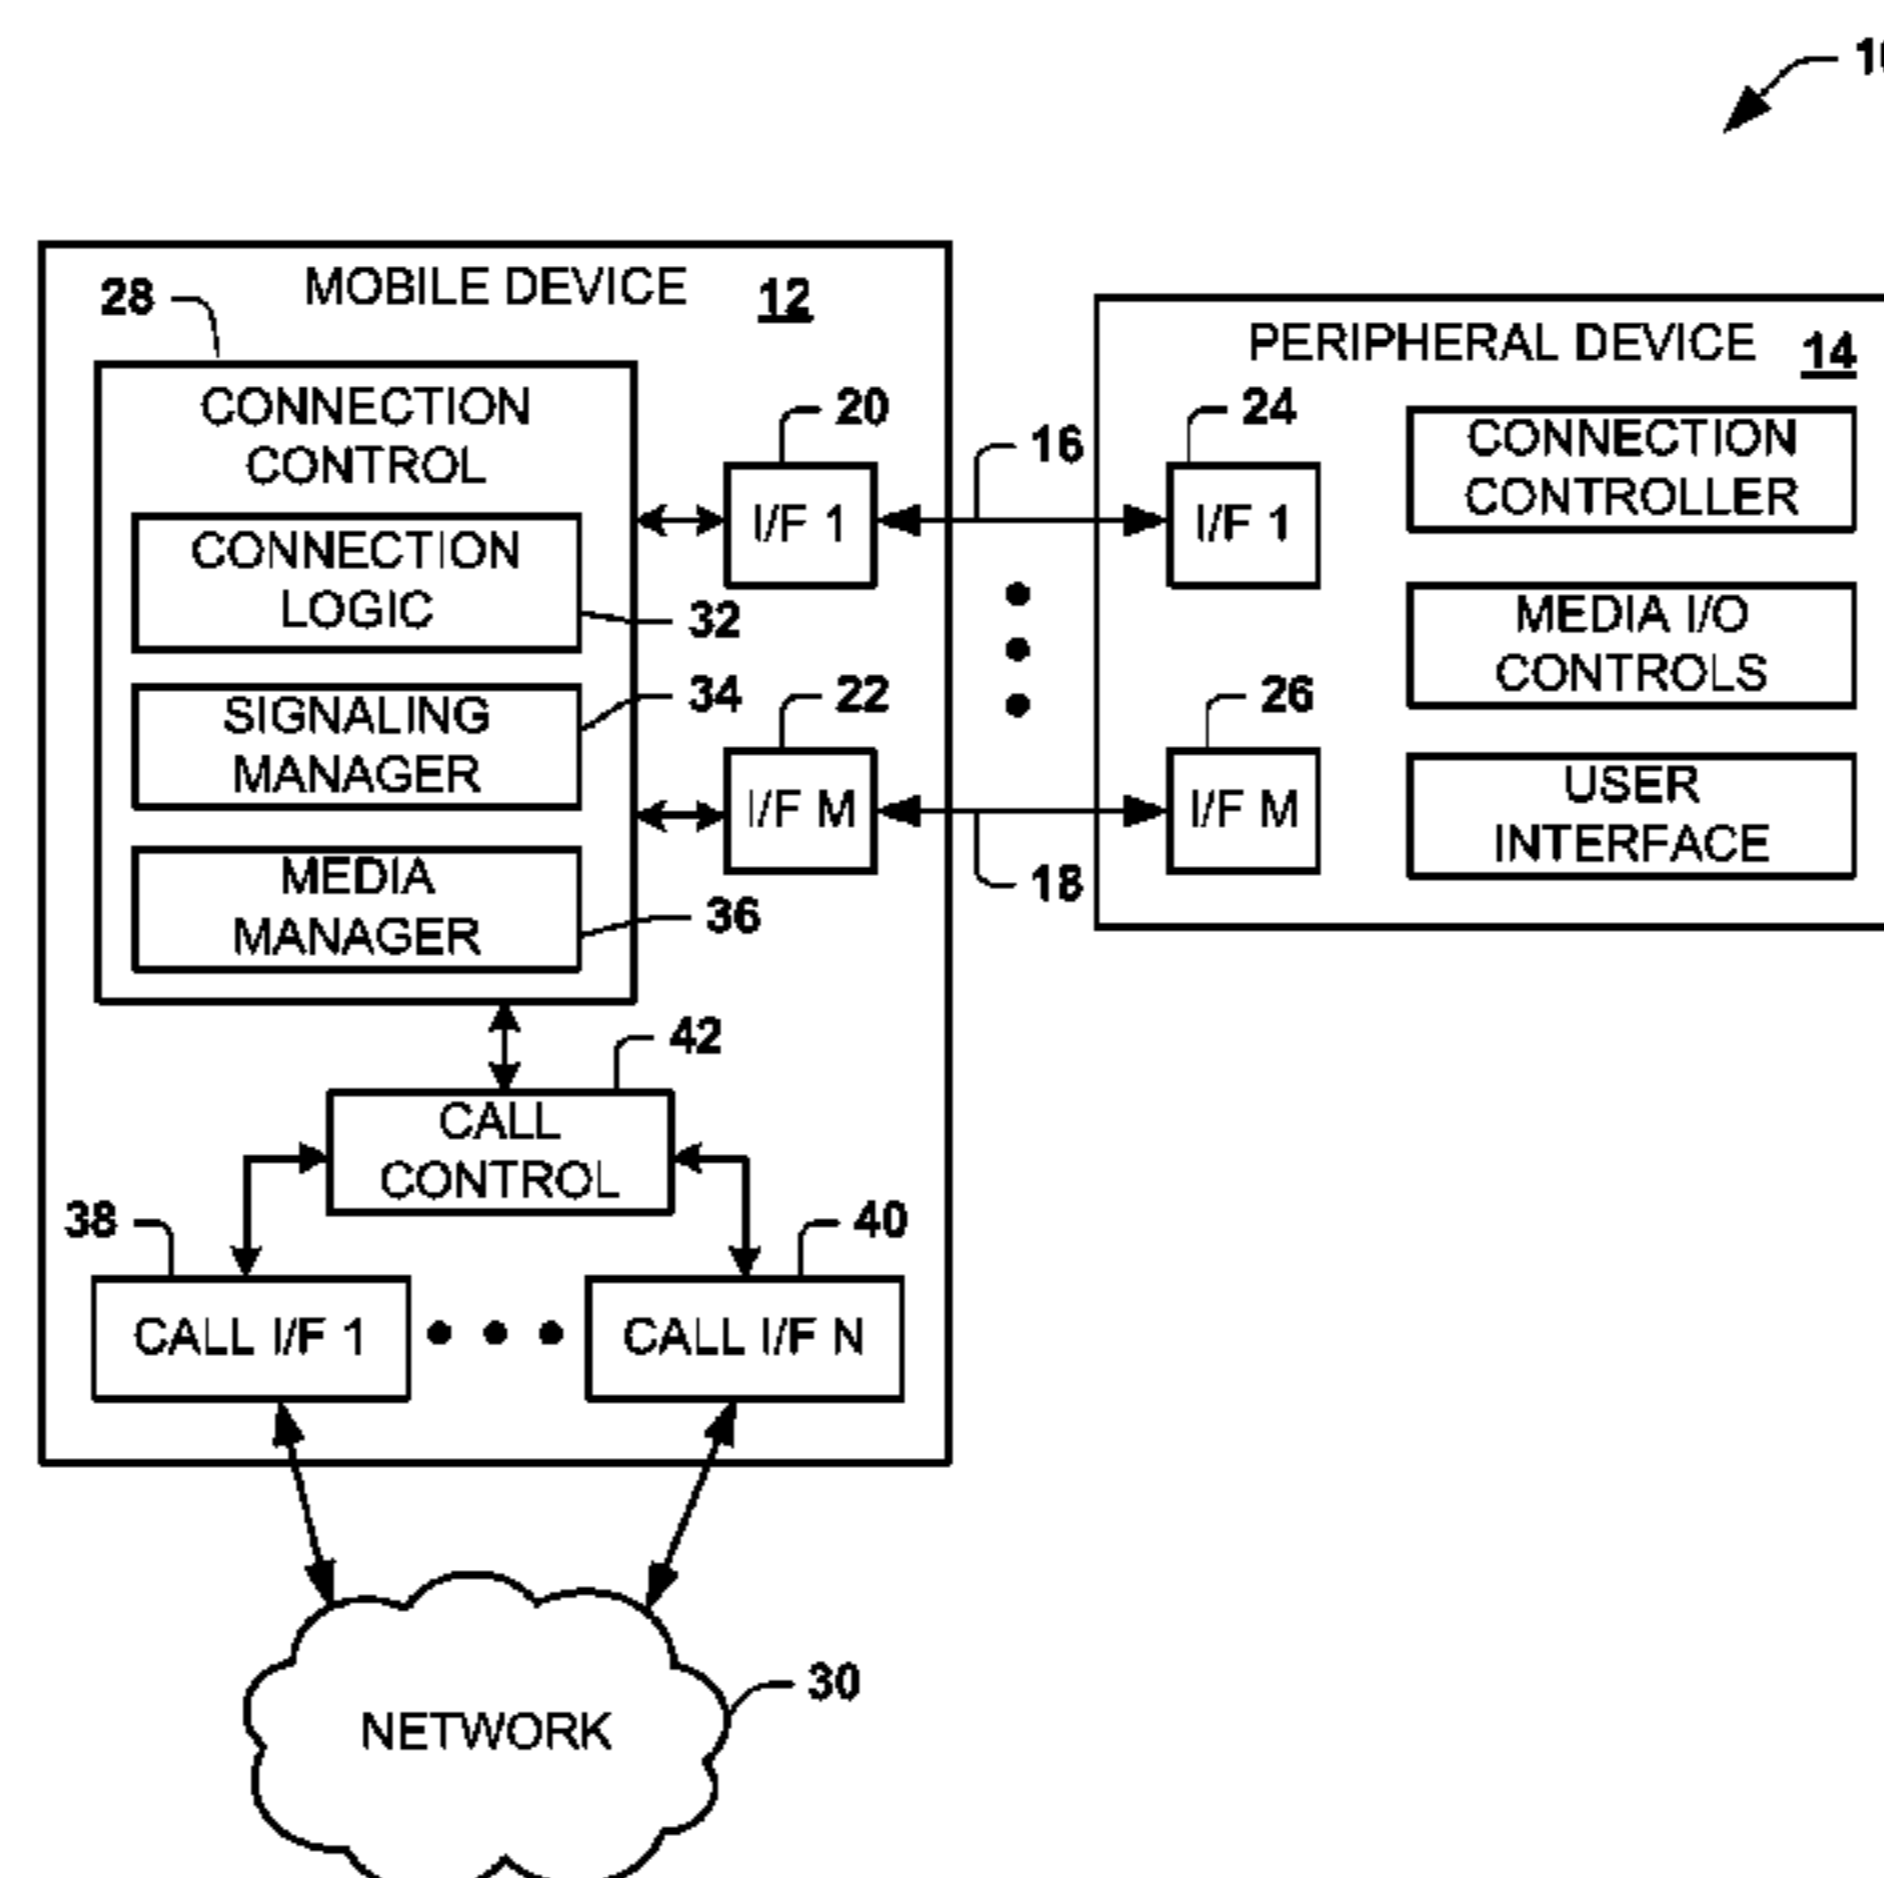 10
MOBILE DEVICE 12
28
CONNECTION
CONTROL
CONNECTION
LOGIC
32
SIGNALING
MANAGER
34
MEDIA
MANAGER
36
20
I/F 1
22
I/F M
16
18
PERIPHERAL DEVICE 14
24
I/F 1
26
I/F M
CONNECTION
CONTROLLER
MEDIA I/O
CONTROLS
USER
INTERFACE
42
CALL
CONTROL
38
CALL I/F 1
40
CALL I/F N
NETWORK
30